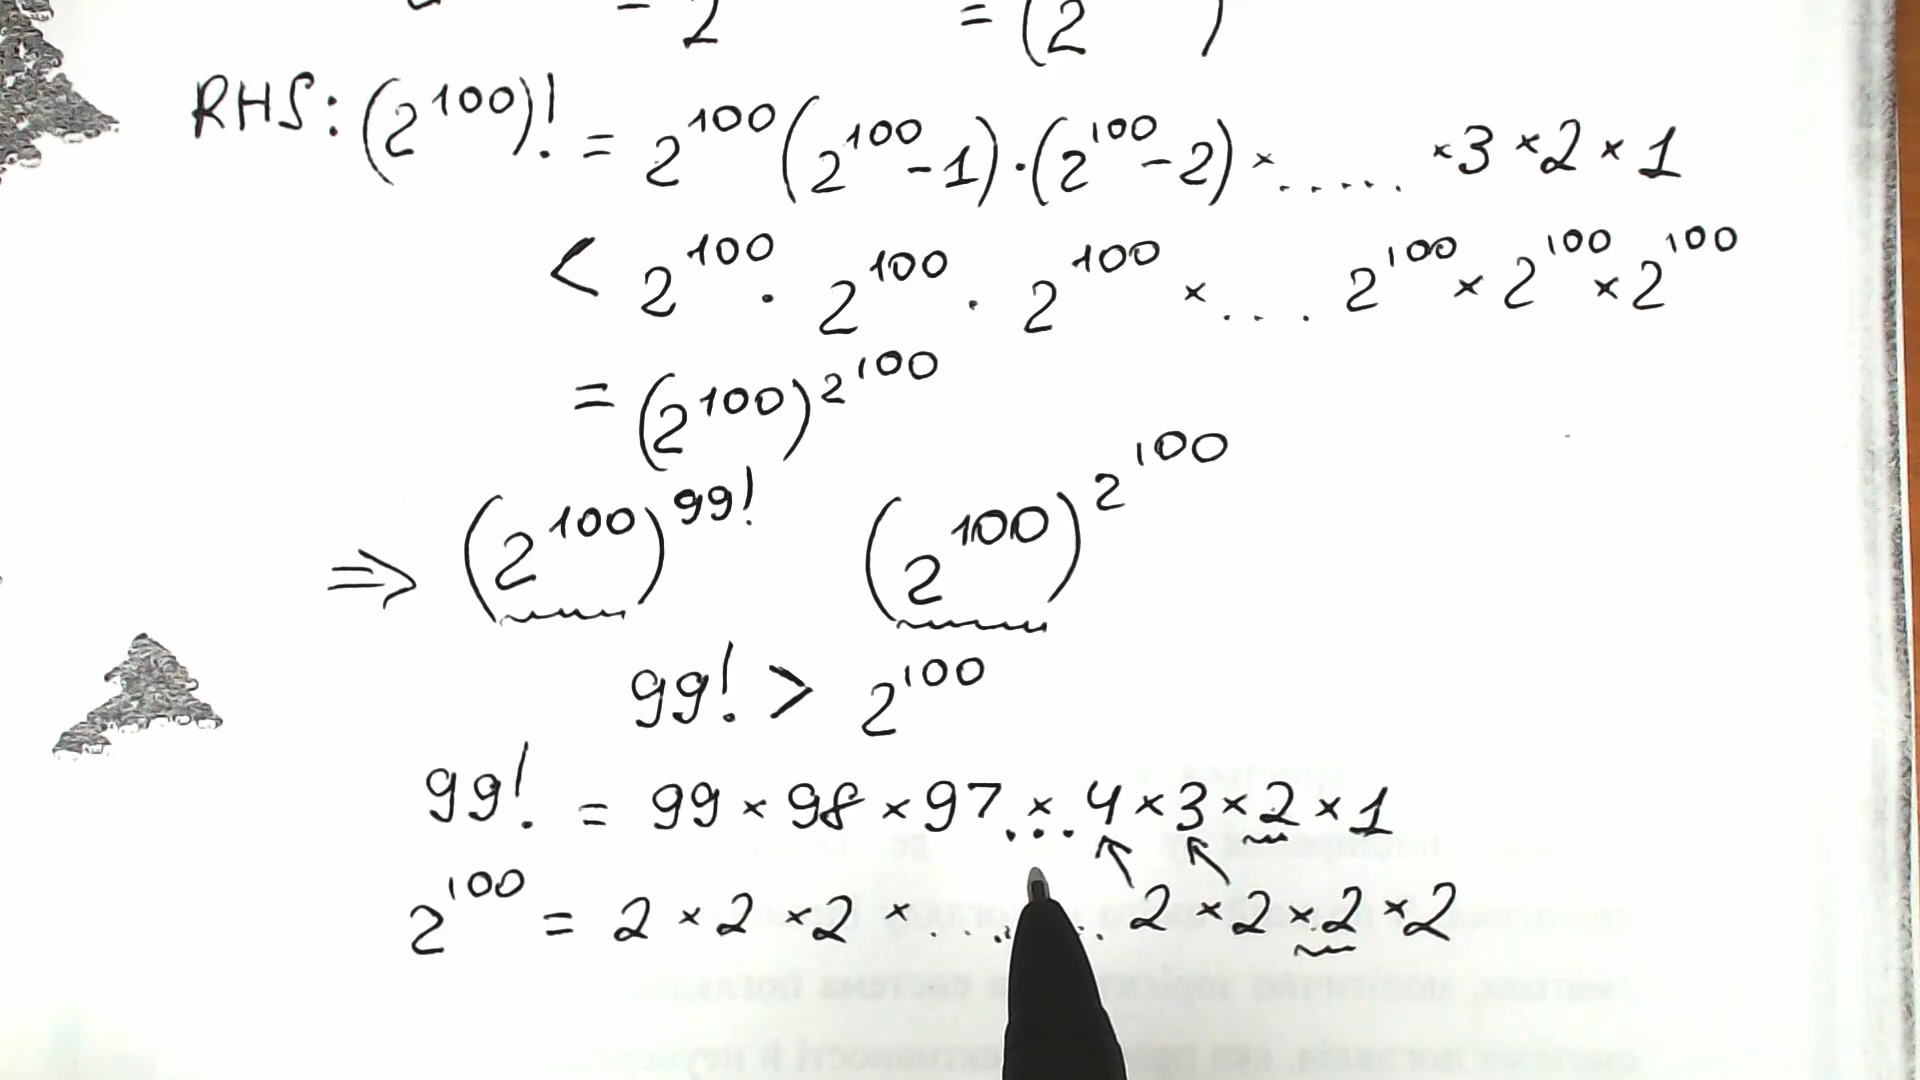 = 2 = (2 )
RHS: (2^100)! = 2^100 (2^100 - 1) · (2^100 - 2) × ..... × 3 × 2 × 1
< 2^100 · 2^100 · 2^100 × ... 2^100 × 2^100 × 2^100
= (2^100)^2^100
⇒ (2^100)^99! (2^100)^2^100
99! > 2^100
99! = 99 × 98 × 97 × ... 4 × 3 × 2 × 1
2^100 = 2 × 2 × 2 × ....... 2 × 2 × 2 × 2